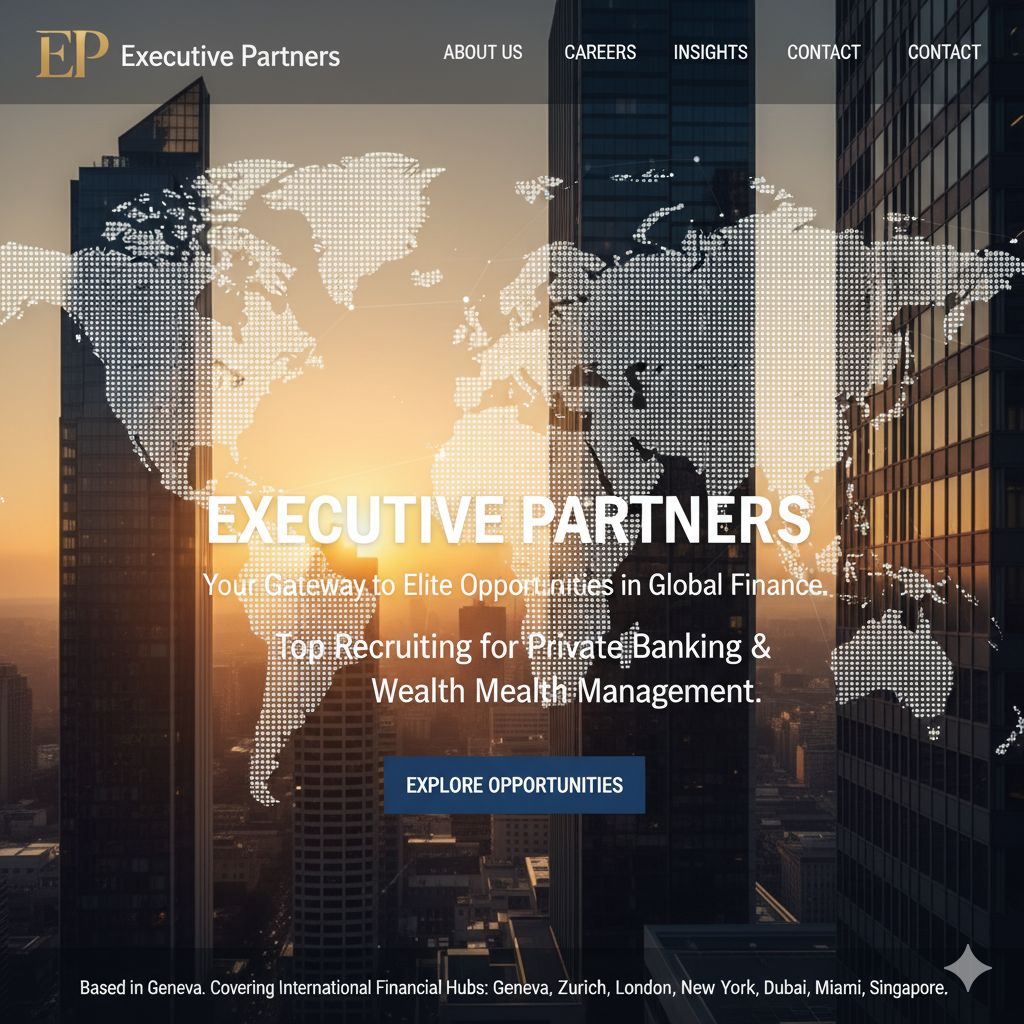 EP Executive Partners
ABOUT US CAREERS INSIGHTS CONTACT CONTACT
EXECUTIVE PARTNERS
Your Gateway to Elite Opportunities in Global Finance.
Top Recruiting for Private Banking &
Wealth Mealth Management.
EXPLORE OPPORTUNITIES
Based in Geneva. Covering International Financial Hubs: Geneva, Zurich, London, New York, Dubai, Miami, Singapore.